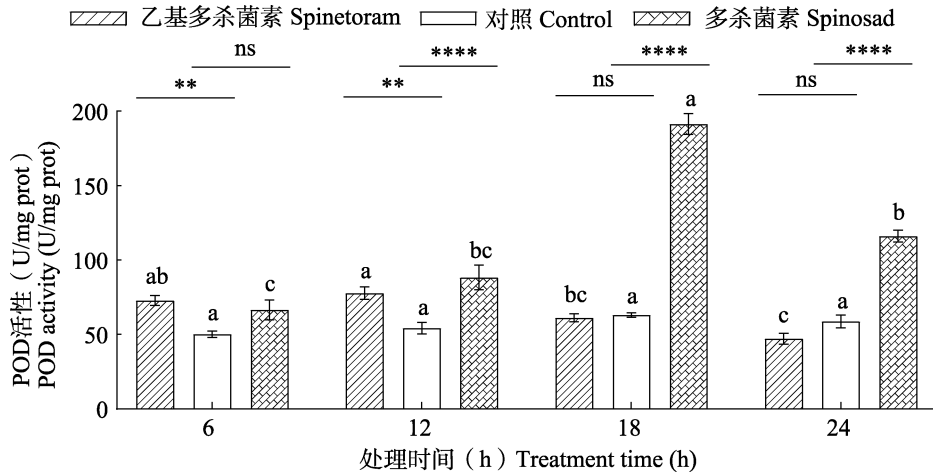 乙基多杀菌素 Spinetoram 对照 Control 多杀菌素 Spinosad
ns **** **** ****
** ** ns ns
200
150
100
50
0
POD活性（U/mg prot）
POD activity (U/mg prot)
ab a c
a a bc
bc a a
c a b
6 12 18 24
处理时间（h）Treatment time (h)